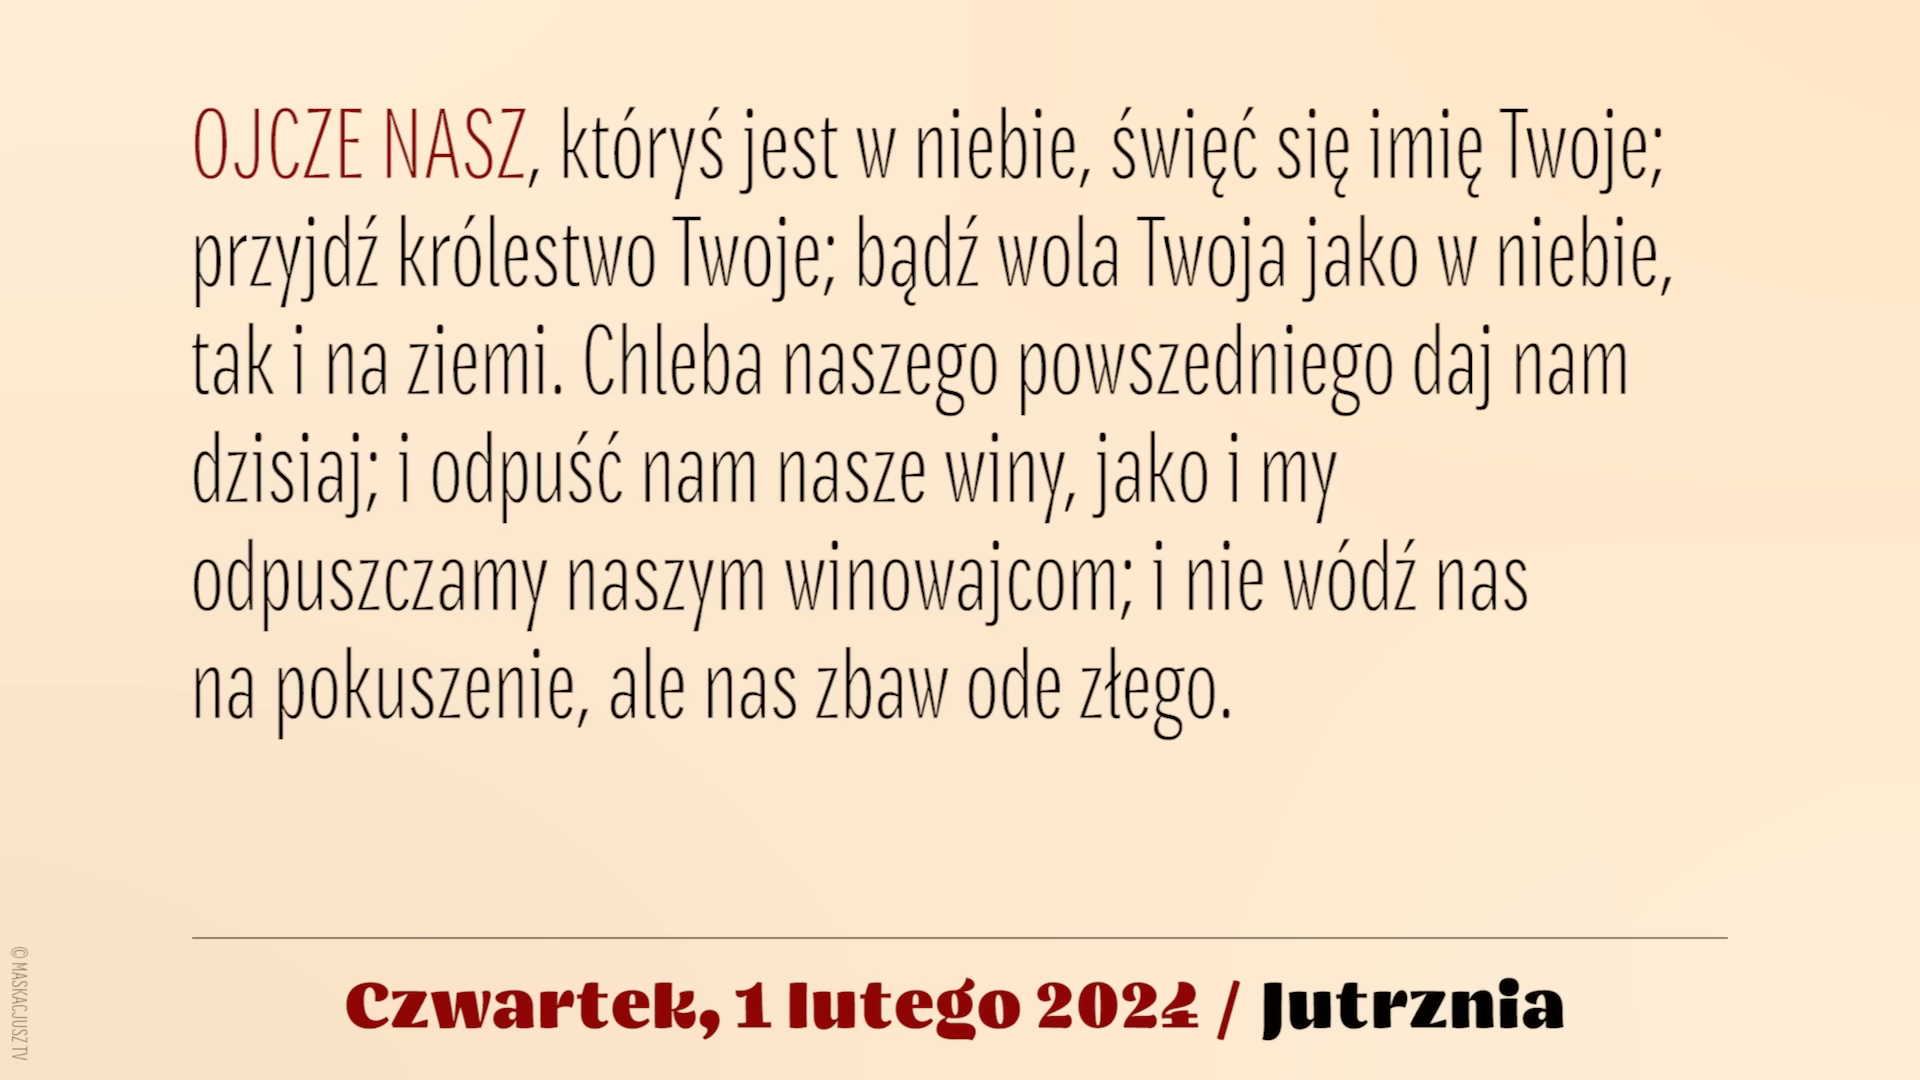 OJCZE NASZ, któryś jest w niebie, święć się imię Twoje;
przyjdź królestwo Twoje; bądź wola Twoja jako w niebie,
tak i na ziemi. Chleba naszego powszedniego daj nam
dzisiaj; i odpuść nam nasze winy, jako i my
odpuszczamy naszym winowajcom; i nie wódź nas
na pokuszenie, ale nas zbaw ode złego.
Czwartek, 1 lutego 2024 / Jutrznia
© MASKACJUSZ TV